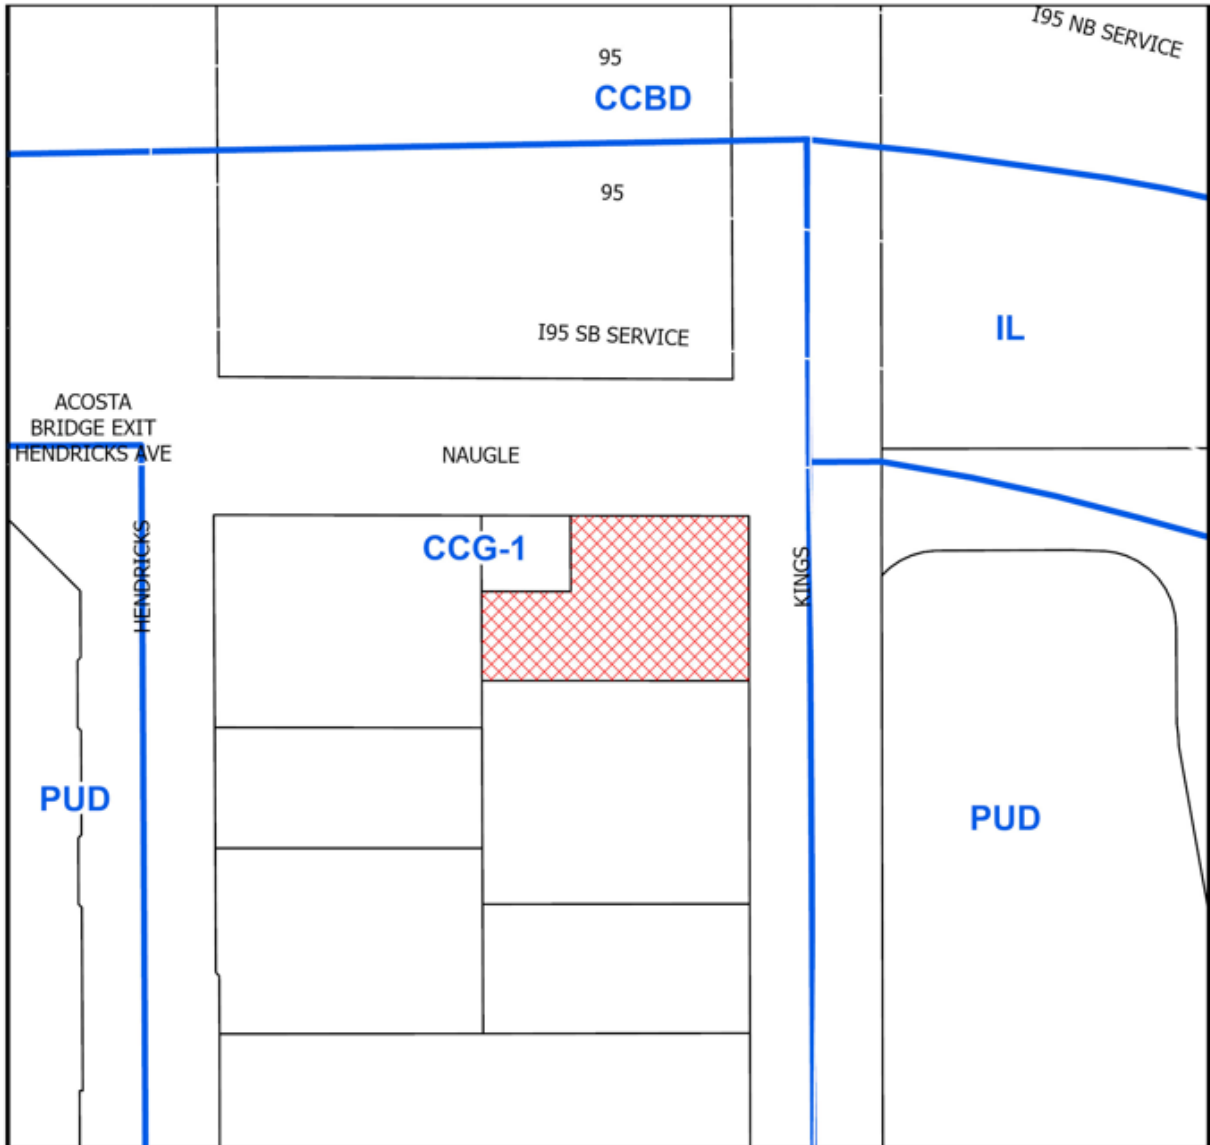 I95 NB SERVICE
95
CCBD
95
IL
I95 SB SERVICE
ACOSTA
BRIDGE EXIT
HENDRICKS AVE
NAUGLE
CCG-1
HENDRICKS
KINGS
PUD
PUD